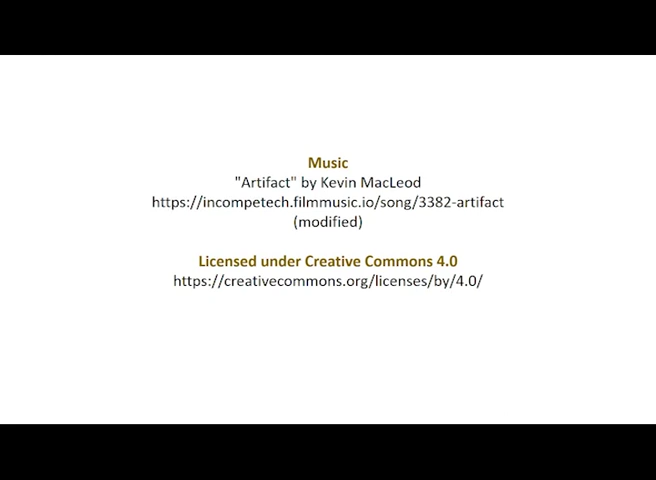 Music
"Artifact" by Kevin MacLeod
https://incompetech.filmmusic.io/song/3382-artifact
(modified)
Licensed under Creative Commons 4.0
https://creativecommons.org/licenses/by/4.0/